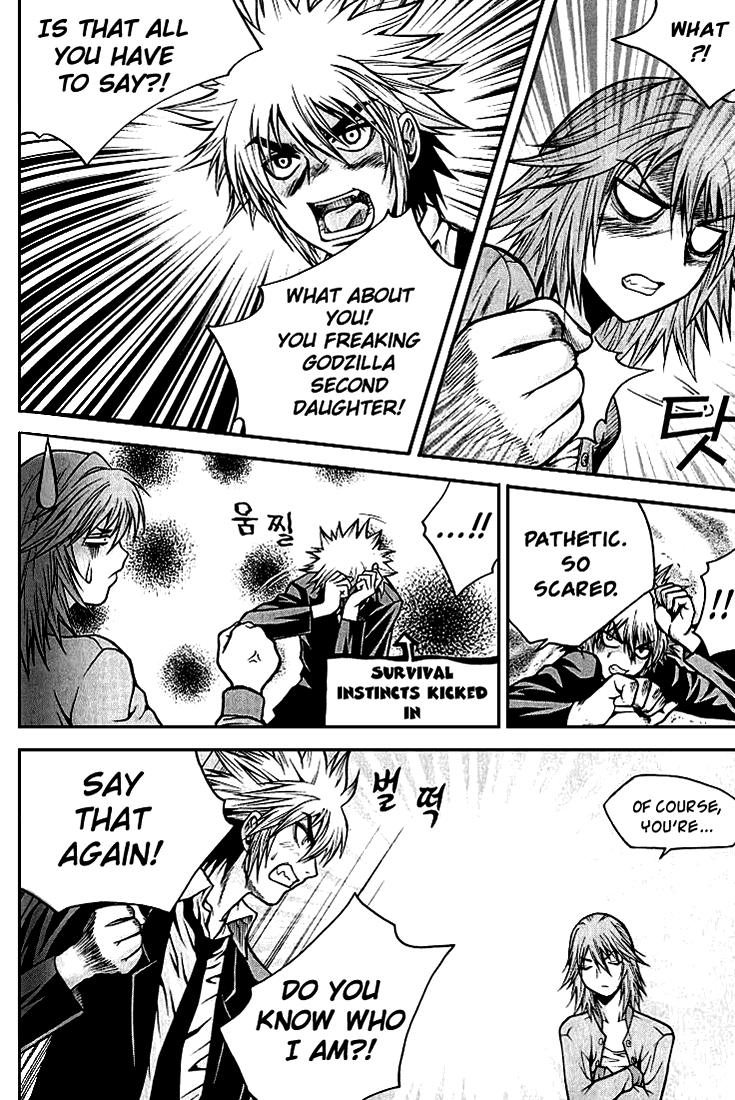 IS THAT ALL
YOU HAVE
TO SAY?!
WHAT
?!
WHAT ABOUT
YOU!
YOU FREAKING
GODZILLA
SECOND
DAUGHTER!
탓
움찔
...!!
SURVIVAL
INSTINCTS KICKED
IN
PATHETIC.
SO
SCARED.
!!
SAY
THAT
AGAIN!
벌떡
OF COURSE,
YOU'RE...
DO YOU
KNOW WHO
I AM?!